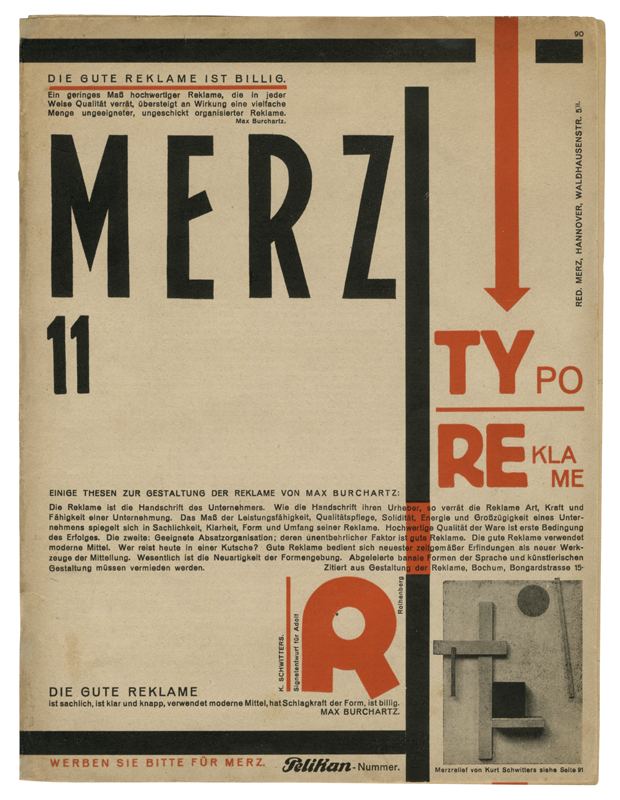 90
DIE GUTE REKLAME IST BILLIG.
Ein geringes Maß hochwertiger Reklame, die in jeder
Weise Qualität verrät, übersteigt an Wirkung eine vielfache
Menge ungeeigneter, ungeschickt organisierter Reklame.
Max Burchartz.
MERZ
11
RED. MERZ, HANNOVER, WALDHAUSENSTR. 5II.
TYPO
REKLA
ME
EINIGE THESEN ZUR GESTALTUNG DER REKLAME VON MAX BURCHARTZ:
Die Reklame ist die Handschrift des Unternehmers. Wie die Handschrift ihren Urheber, so verrät die Reklame Art, Kraft und
Fähigkeit einer Unternehmung. Das Maß der Leistungsfähigkeit, Qualitätspflege, Solidität, Energie und Großzügigkeit eines Unter-
nehmens spiegelt sich in Sachlichkeit, Klarheit, Form und Umfang seiner Reklame. Hochwertige Qualität der Ware ist erste Bedingung
des Erfolges. Die zweite: Geeignete Absatzorganisation; deren unentbehrlicher Faktor ist gute Reklame. Die gute Reklame verwendet
moderne Mittel. Wer reist heute in einer Kutsche? Gute Reklame bedient sich neuester zeitgemäßer Erfindungen als neuer Werk-
zeuge der Mitteilung. Wesentlich ist die Neuartigkeit der Formengebung. Abgeleierte banale Formen der Sprache und künstlerischen
Gestaltung müssen vermieden werden. Zitiert aus Gestaltung der Reklame, Bochum, Bongardstrasse 15.
K. SCHWITTERS.
Signetentwurf für Adolf
R
Rothenberg
DIE GUTE REKLAME
ist sachlich, ist klar und knapp, verwendet moderne Mittel, hat Schlagkraft der Form, ist billig.
MAX BURCHARTZ.
WERBEN SIE BITTE FÜR MERZ. Pelikan-Nummer.
Merzrelief von Kurt Schwitters siehe Seite 91